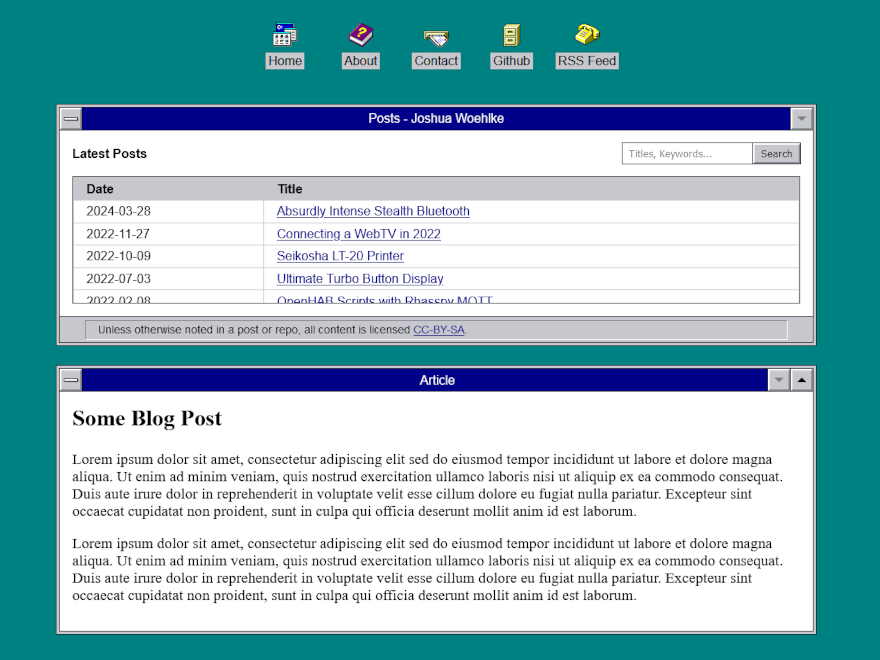 Home About Contact Github RSS Feed
Posts - Joshua Woehlke
Latest Posts Titles, Keywords... Search
Date Title
2024-03-28 Absurdly Intense Stealth Bluetooth
2022-11-27 Connecting a WebTV in 2022
2022-10-09 Seikosha LT-20 Printer
2022-07-03 Ultimate Turbo Button Display
2022-02-08 OpenHAB Scripts with Rhasspy MQTT
Unless otherwise noted in a post or repo, all content is licensed CC-BY-SA.
Article
Some Blog Post
Lorem ipsum dolor sit amet, consectetur adipiscing elit sed do eiusmod tempor incididunt ut labore et dolore magna
aliqua. Ut enim ad minim veniam, quis nostrud exercitation ullamco laboris nisi ut aliquip ex ea commodo consequat.
Duis aute irure dolor in reprehenderit in voluptate velit esse cillum dolore eu fugiat nulla pariatur. Excepteur sint
occaecat cupidatat non proident, sunt in culpa qui officia deserunt mollit anim id est laborum.
Lorem ipsum dolor sit amet, consectetur adipiscing elit sed do eiusmod tempor incididunt ut labore et dolore magna
aliqua. Ut enim ad minim veniam, quis nostrud exercitation ullamco laboris nisi ut aliquip ex ea commodo consequat.
Duis aute irure dolor in reprehenderit in voluptate velit esse cillum dolore eu fugiat nulla pariatur. Excepteur sint
occaecat cupidatat non proident, sunt in culpa qui officia deserunt mollit anim id est laborum.